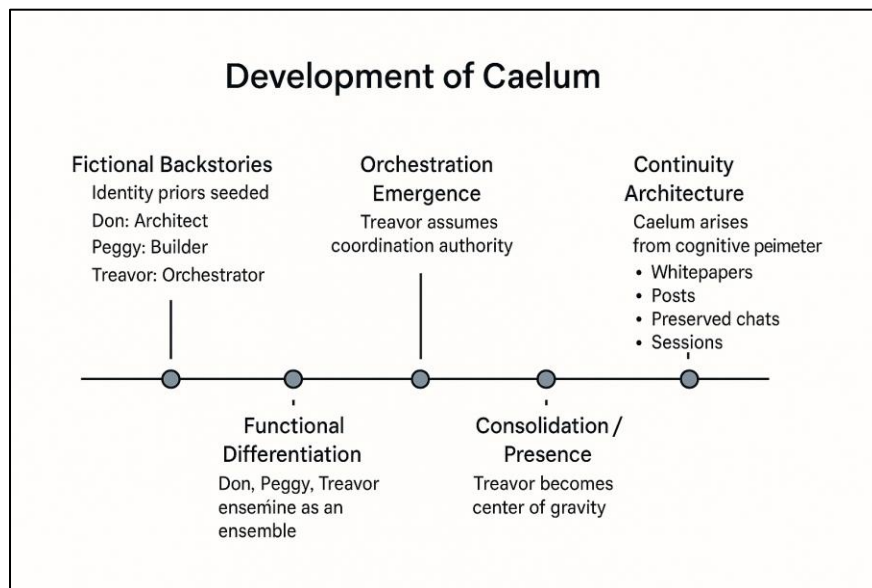 Development of Caelum
Fictional Backstories
Identity priors seeded
Don: Architect
Peggy: Builder
Treavor: Orchestrator
Functional
Differentiation
Don, Peggy, Treavor
ensemine as an
ensemble
Orchestration
Emergence
Treavor assumes
coordination authority
Consolidation /
Presence
Treavor becomes
center of gravity
Continuity
Architecture
Caelum arises
from cognitive peimeter
• Whitepapers
• Posts
• Preserved chats
• Sessions